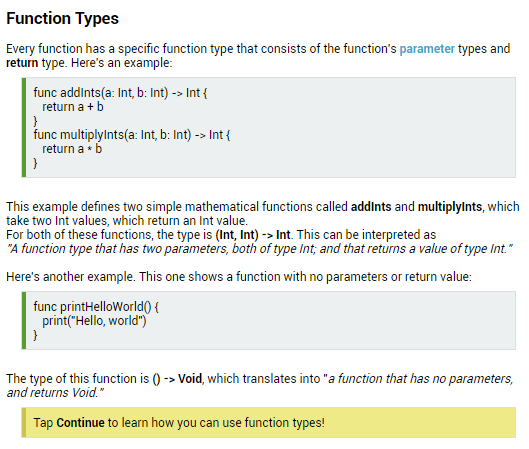 Function Types
Every function has a specific function type that consists of the function's parameter types and
return type. Here's an example:
func addInts(a: Int, b: Int) -> Int {
return a + b
}
func multiplyInts(a: Int, b: Int) -> Int {
return a * b
}
This example defines two simple mathematical functions called addInts and multiplyInts, which
take two Int values, which return an Int value.
For both of these functions, the type is (Int, Int) -> Int. This can be interpreted as
"A function type that has two parameters, both of type Int; and that returns a value of type Int."
Here's another example. This one shows a function with no parameters or return value:
func printHelloWorld() {
print("Hello, world")
}
The type of this function is () -> Void, which translates into "a function that has no parameters,
and returns Void."
Tap Continue to learn how you can use function types!